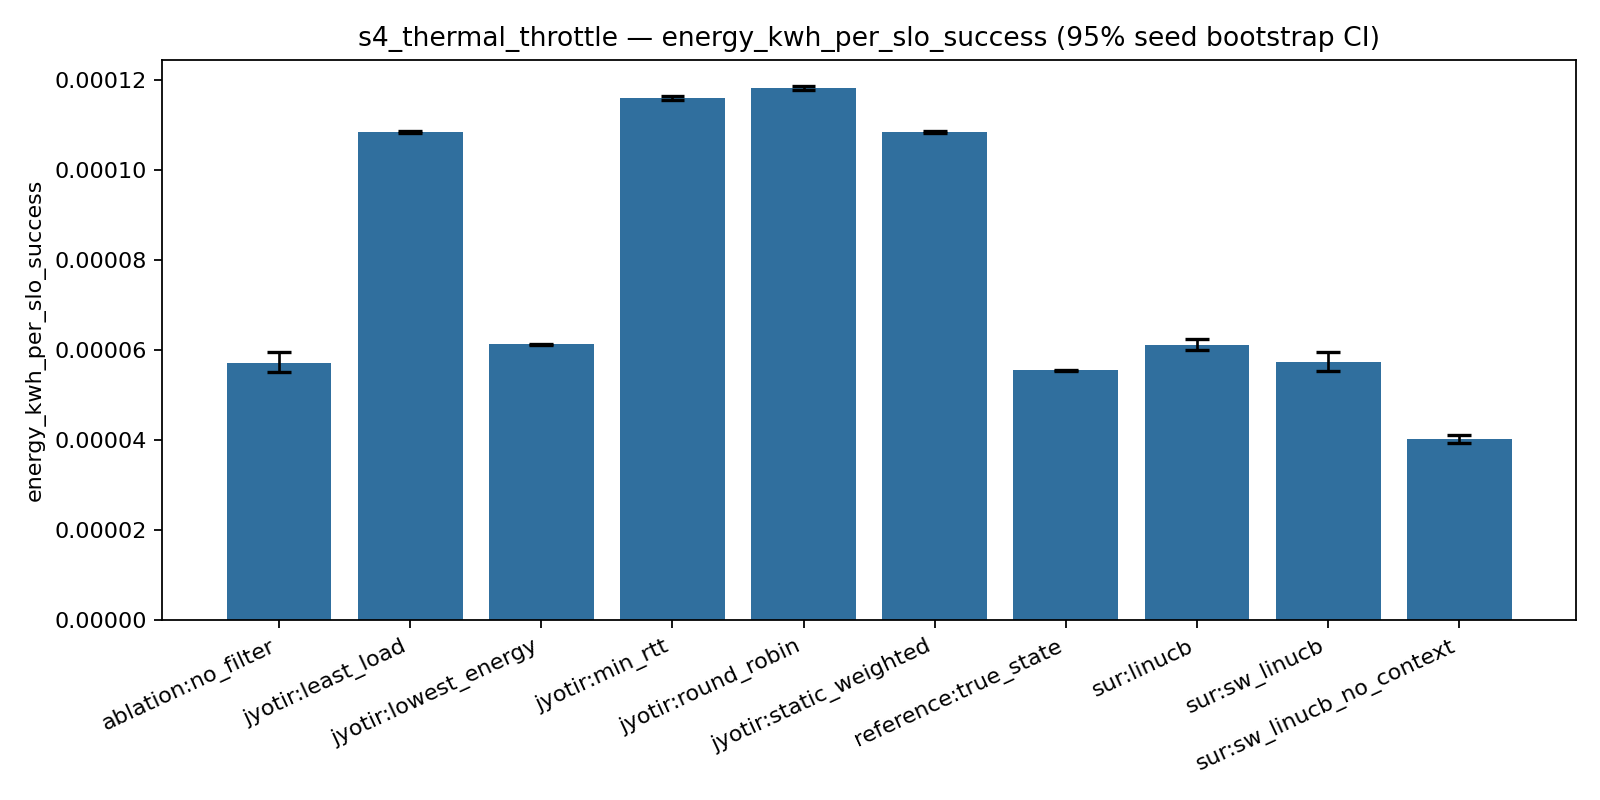 s4_thermal_throttle — energy_kwh_per_slo_success (95% seed bootstrap CI)
energy_kwh_per_slo_success
0.00012
0.00010
0.00008
0.00006
0.00004
0.00002
0.00000
ablation:no_filter
jyotir:least_load
jyotir:lowest_energy
jyotir:min_rtt
jyotir:round_robin
jyotir:static_weighted
reference:true_state
sur:linucb
sur:sw_linucb
sur:sw_linucb_no_context